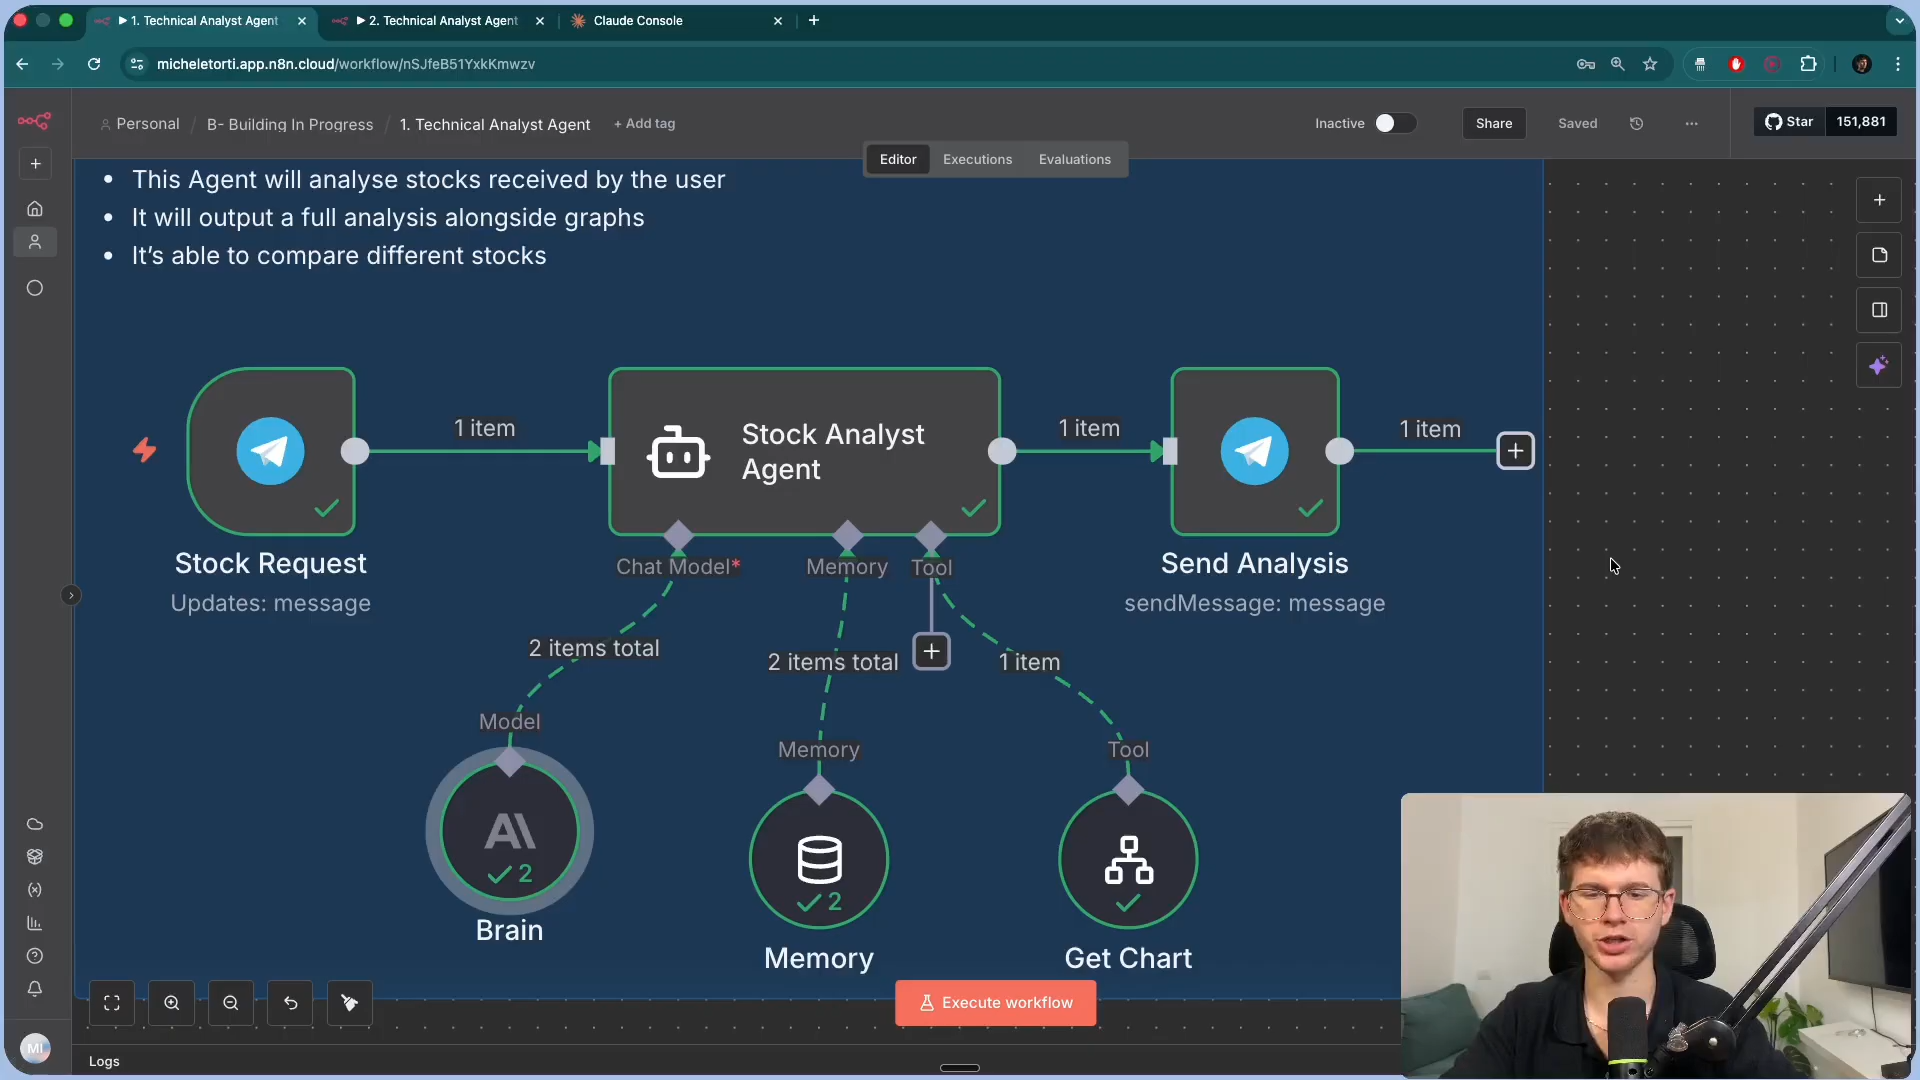 1. Technical Analyst Agent
2. Technical Analyst Agent
Claude Console
micheletorti.app.n8n.cloud/workflow/nSJfeB51YxkKmwzv
Personal / B- Building In Progress / 1. Technical Analyst Agent + Add tag
Inactive
Share
Saved
Star 151,881
Editor Executions Evaluations
• This Agent will analyse stocks received by the user
• It will output a full analysis alongside graphs
• It's able to compare different stocks
1 item
1 item
1 item
Stock Analyst
Agent
Stock Request
Updates: message
Chat Model*
Memory
Tool
Send Analysis
sendMessage: message
2 items total
2 items total
1 item
Model
Memory
Tool
2
Brain
2
Memory
Get Chart
Execute workflow
MI
Logs